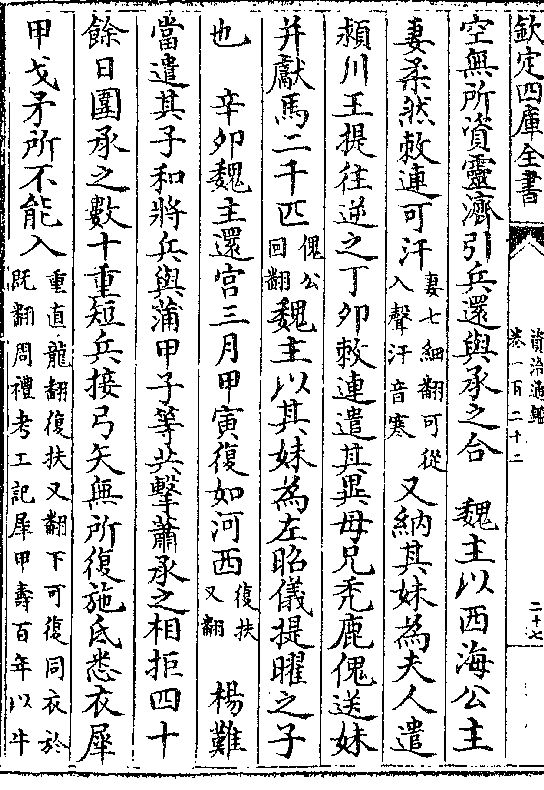 欽定四庫全書
資治通鑑
卷一百二十二
二十七
空無所資靈濟引兵還與承之合 魏主以西海公主
妻柔然敕連可汗妻七細翻可從入聲汗音寒又納其妹為夫人遣
潁川王提往逆之丁卯敕連遣其異母兄秃鹿傀送妹
并獻馬二千匹傀公回翻魏主以其妹為左昭儀提曜之子
也 辛卯魏主還宫三月甲寅復如河西復扶又翻 楊難
當遣其子和將兵與蒲甲子等共擊蕭承之相拒四十
餘日圍承之數十重短兵接弓矢無所復施氐悉衣犀
甲戈矛所不能入重直龍翻復扶又翻下可復同衣於既翻周禮考工記犀甲壽百年以牛